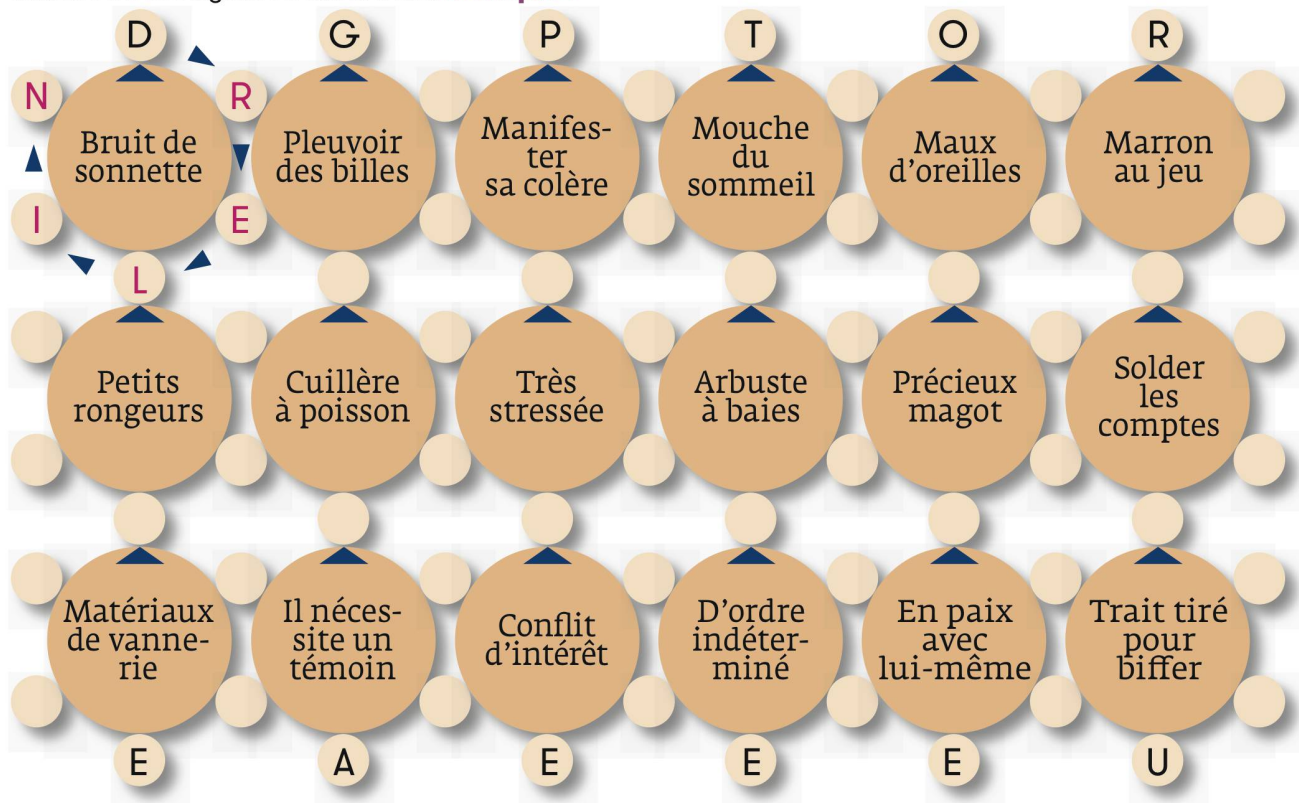 D G P T O R
N R
Bruit de
sonnette
Pleuvoir
des billes
Manifes-
ter
sa colère
Mouche
du
sommeil
Maux
d’oreilles
Marron
au jeu
I E
L
Petits
rongeurs
Cuillère
à poisson
Très
stressée
Arbuste
à baies
Précieux
magot
Solder
les
comptes
Matériaux
de vanne-
rie
Il néces-
site un
témoin
Conflit
d’intérêt
D’ordre
indéter-
miné
En paix
avec
lui-même
Trait tiré
pour
biffer
E A E E E U